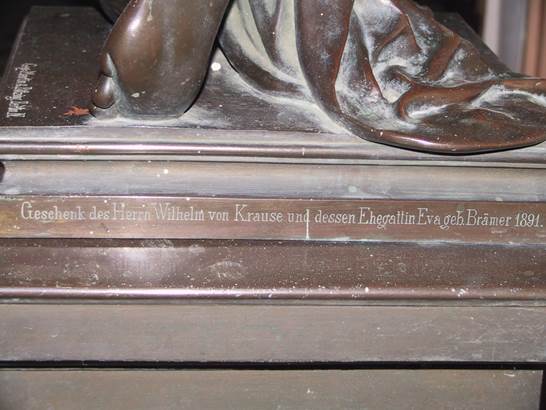 Geschenk des Herrn Wilhelm von Krause und dessen Ehegattin Eva geb. Brämer 1891.